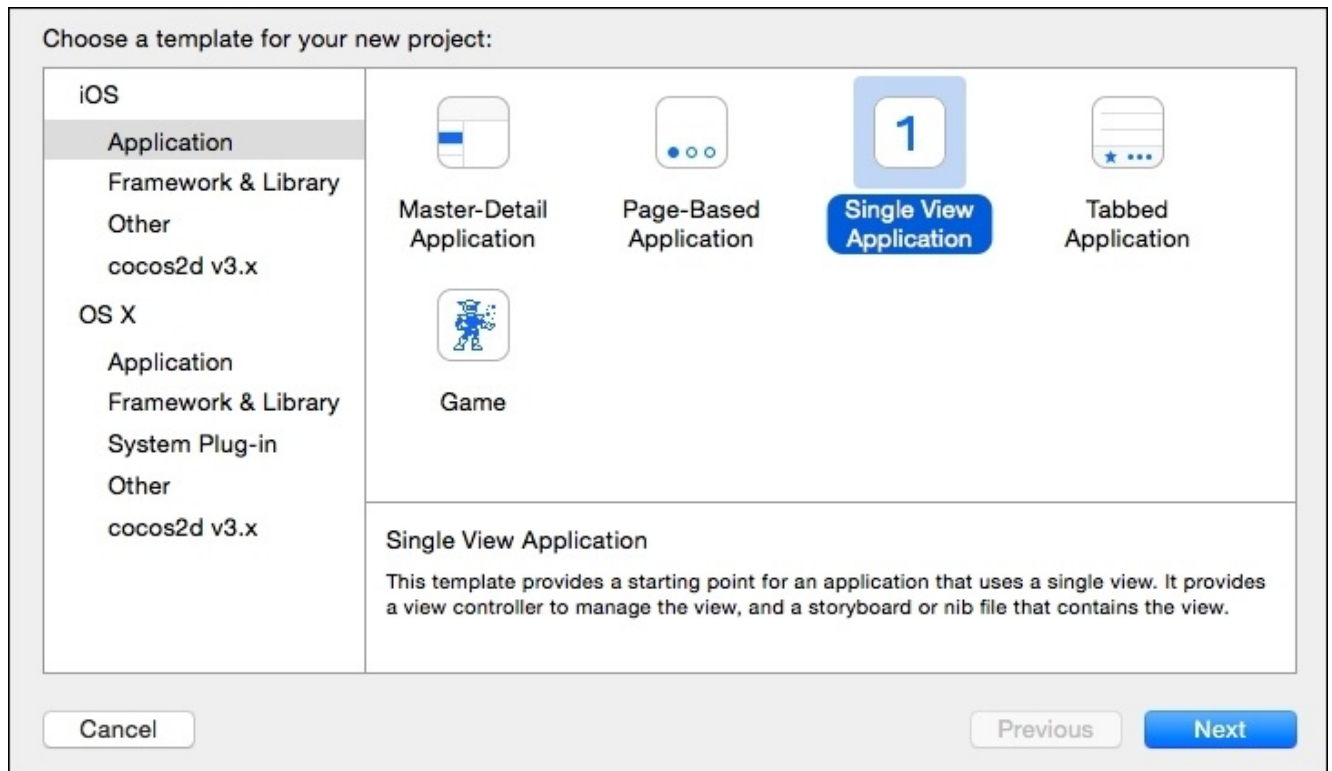 Choose a template for your new project:
iOS
Application
Framework & Library
Other
cocos2d v3.x
OS X
Application
Framework & Library
System Plug-in
Other
cocos2d v3.x
Master-Detail
Application
Page-Based
Application
1
Single View
Application
Tabbed
Application
Game
Single View Application
This template provides a starting point for an application that uses a single view. It provides
a view controller to manage the view, and a storyboard or nib file that contains the view.
Cancel
Previous
Next